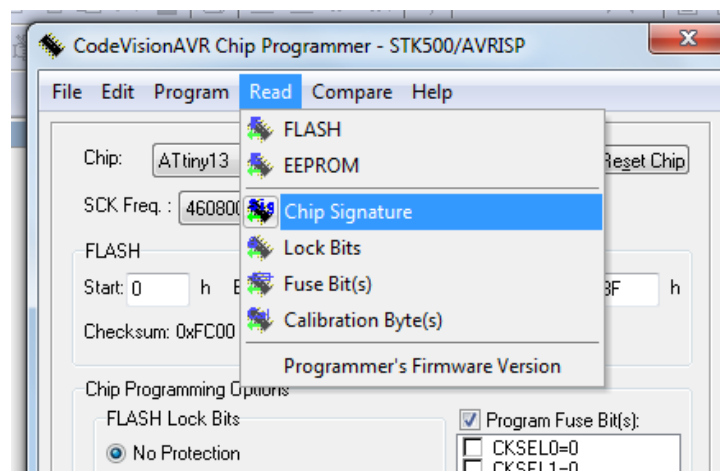 CodeVisionAVR Chip Programmer - STK500/AVRISP
File Edit Program Read Compare Help
FLASH
EEPROM
Chip Signature
Lock Bits
Fuse Bit(s)
Calibration Byte(s)
Programmer's Firmware Version
Chip: ATtiny13 Reset Chip
SCK Freq. : 46080
FLASH
Start: 0 h 3F h
Checksum: 0xFC00
Chip Programming Options
FLASH Lock Bits
No Protection
Program Fuse Bit(s):
CKSEL0=0
CKSEL1=0